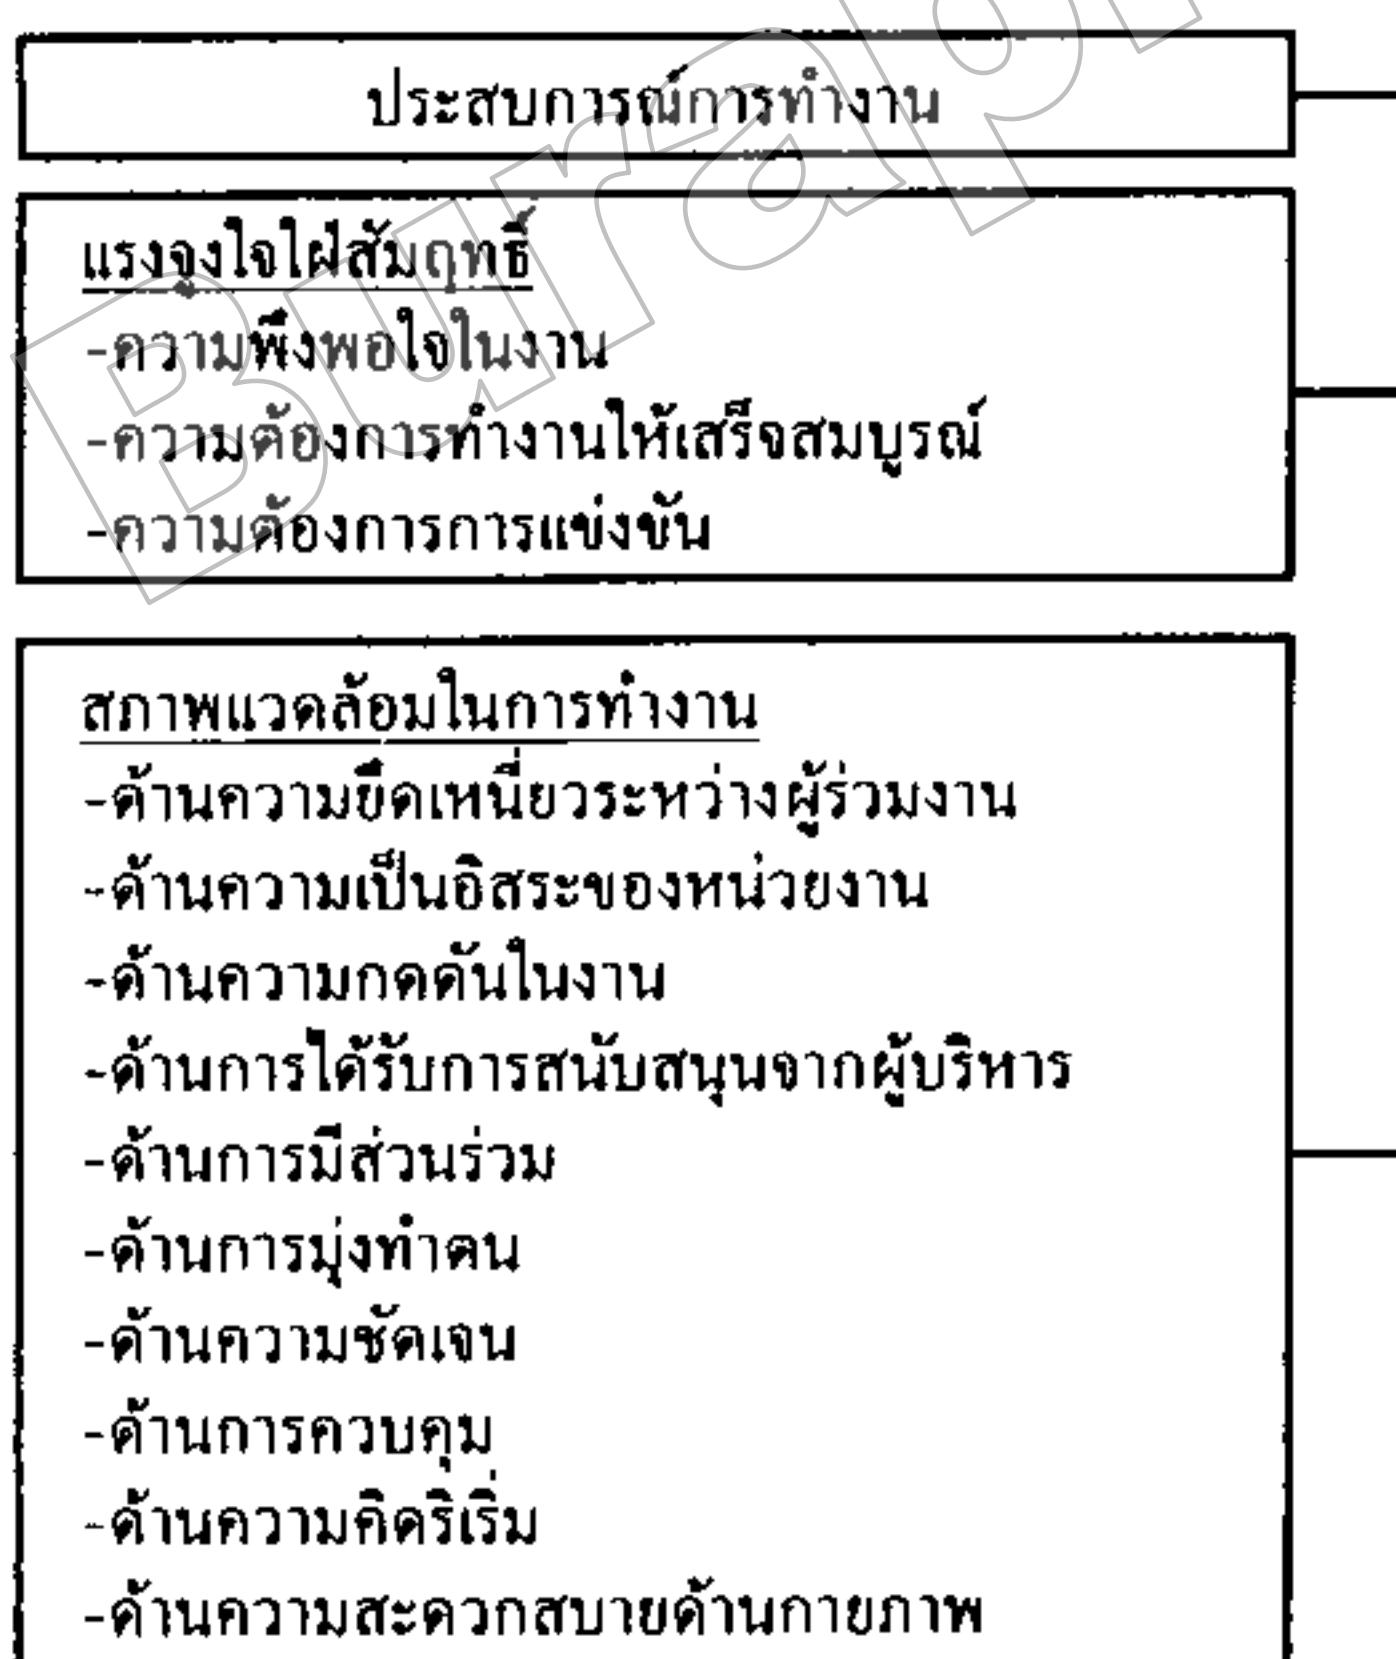 ประสบการณ์การทำงาน
แรงจูงใจใฝ่สัมฤทธิ์
-ความพึงพอใจในงาน
-ความต้องการทำงานให้เสร็จสมบูรณ์
-ความต้องการการแข่งขัน
สภาพแวดล้อมในการทำงาน
-ด้านความยึดเหนี่ยวระหว่างผู้ร่วมงาน
-ด้านความเป็นอิสระของหน่วยงาน
-ด้านความกดดันในงาน
-ด้านการได้รับการสนับสนุนจากผู้บริหาร
-ด้านการมีส่วนร่วม
-ด้านการมุ่งทำตน
-ด้านความชัดเจน
-ด้านการควบคุม
-ด้านความคิดริเริ่ม
-ด้านความสะดวกสบายด้านกายภาพ